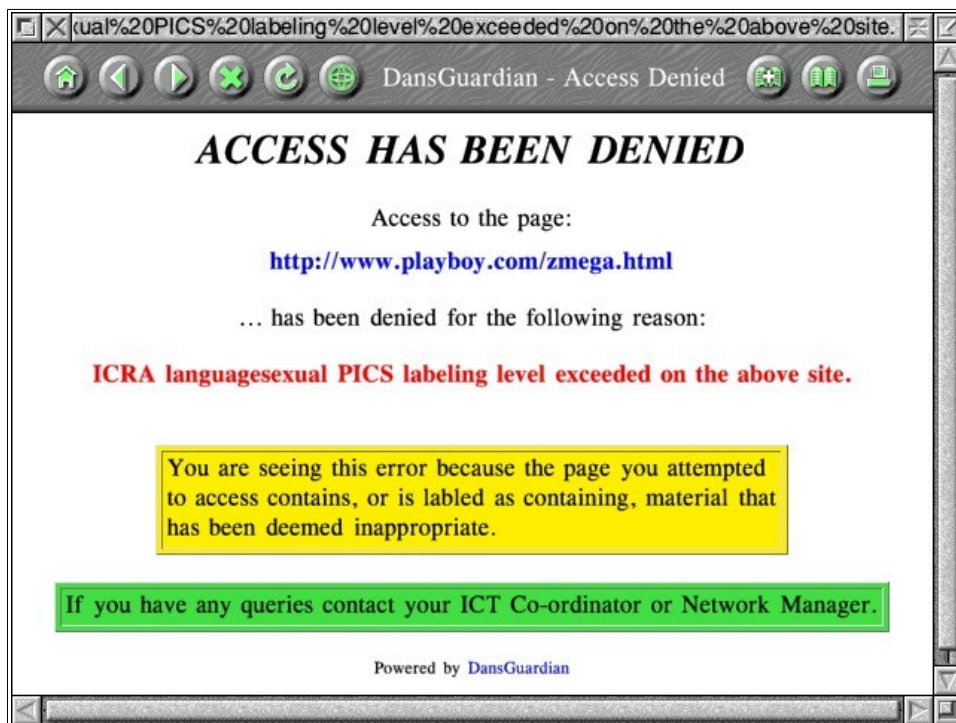 xual%20PICS%20labeling%20level%20exceeded%20on%20the%20above%20site.
DansGuardian - Access Denied
ACCESS HAS BEEN DENIED
Access to the page:
http://www.playboy.com/zmega.html
... has been denied for the following reason:
ICRA languagesexual PICS labeling level exceeded on the above site.
You are seeing this error because the page you attempted
to access contains, or is labled as containing, material that
has been deemed inappropriate.
If you have any queries contact your ICT Co-ordinator or Network Manager.
Powered by DansGuardian